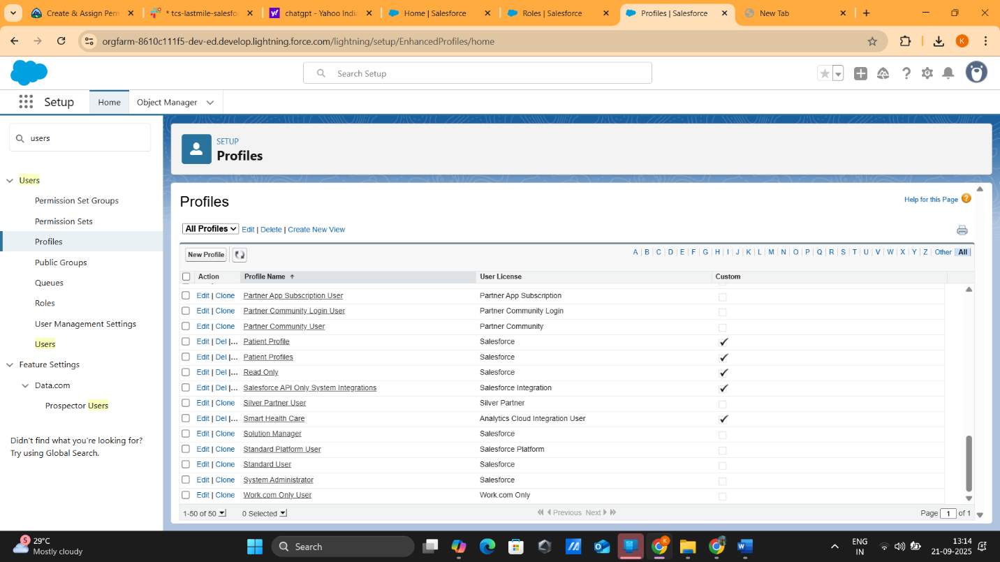 Create & Assign Perm
* tcs-lastmile-salesfor
chatgpt - Yahoo India
Home | Salesforce
Roles | Salesforce
Profiles | Salesforce
New Tab
orgfarm-8610c111f5-dev-ed.develop.lightning.force.com/lightning/setup/EnhancedProfiles/home
K
Search Setup
Setup
Home
Object Manager
users
Users
Permission Set Groups
Permission Sets
Profiles
Public Groups
Queues
Roles
User Management Settings
Users
Feature Settings
Data.com
Prospector Users
Didn't find what you're looking for?
Try using Global Search.
SETUP
Profiles
Profiles
Help for this Page ?
All Profiles Edit | Delete | Create New View
New Profile
A | B | C | D | E | F | G | H | I | J | K | L | M | N | O | P | Q | R | S | T | U | V | W | X | Y | Z | Other | All
Action Profile Name User License Custom
Edit | Clone Partner App Subscription User Partner App Subscription
Edit | Clone Partner Community Login User Partner Community Login
Edit | Clone Partner Community User Partner Community
Edit | Del |... Patient Profile Salesforce
Edit | Del |... Patient Profiles Salesforce
Edit | Del |... Read Only Salesforce
Edit | Del |... Salesforce API Only System Integrations Salesforce Integration
Edit | Clone Silver Partner User Silver Partner
Edit | Del |... Smart Health Care Analytics Cloud Integration User
Edit | Clone Solution Manager Salesforce
Edit | Clone Standard Platform User Salesforce Platform
Edit | Clone Standard User Salesforce
Edit | Clone System Administrator Salesforce
Edit | Clone Work.com Only User Work.com Only
1-50 of 50 0 Selected Previous Next Page 1 of 1
5
29°C
Mostly cloudy
Search
K
ENG
IN
13:14
21-09-2025